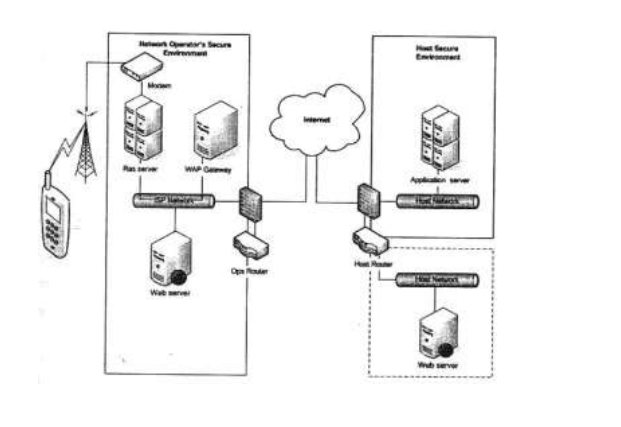 Network Operator's Secure
Environment
Host Secure
Environment
Modem
Internet
Ras server
WAP Gateway
Application server
ISP Network
Host Network
Ops Router
Host Router
Web server
Host Network
Web server